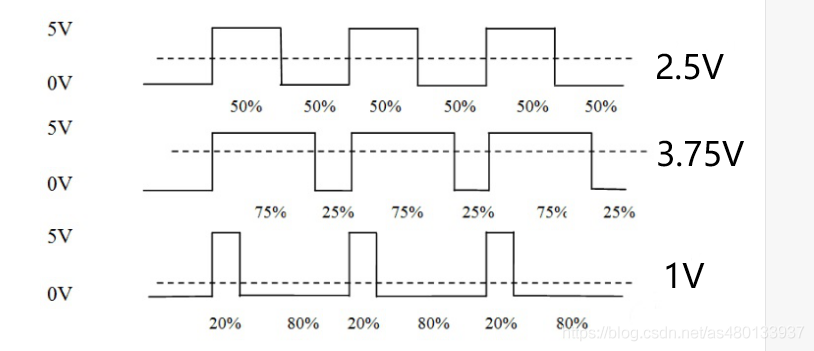 5V
2.5V
0V
50% 50% 50% 50% 50% 50%
5V
3.75V
0V
75% 25% 75% 25% 75% 25%
5V
1V
0V
20% 80% 20% 80% 20% 80%
https://blog.csdn.net/as480133937